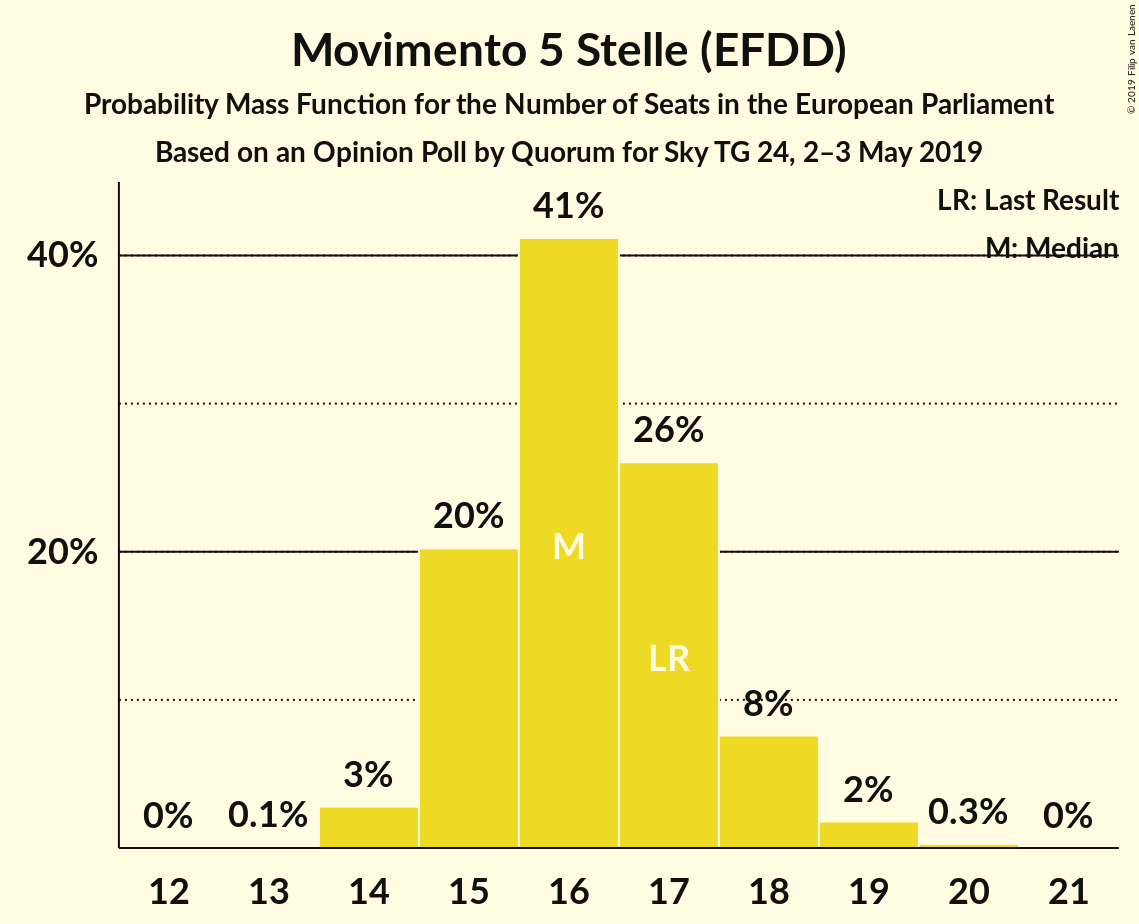 Movimento 5 Stelle (EFDD)
Probability Mass Function for the Number of Seats in the European Parliament
Based on an Opinion Poll by Quorum for Sky TG 24, 2–3 May 2019
© 2019 Filip van Laenen
LR: Last Result
M: Median
41%
40%
26%
20%
20%
M
LR
8%
3%
2%
0%
0.1%
0.3%
0%
12 13 14 15 16 17 18 19 20 21